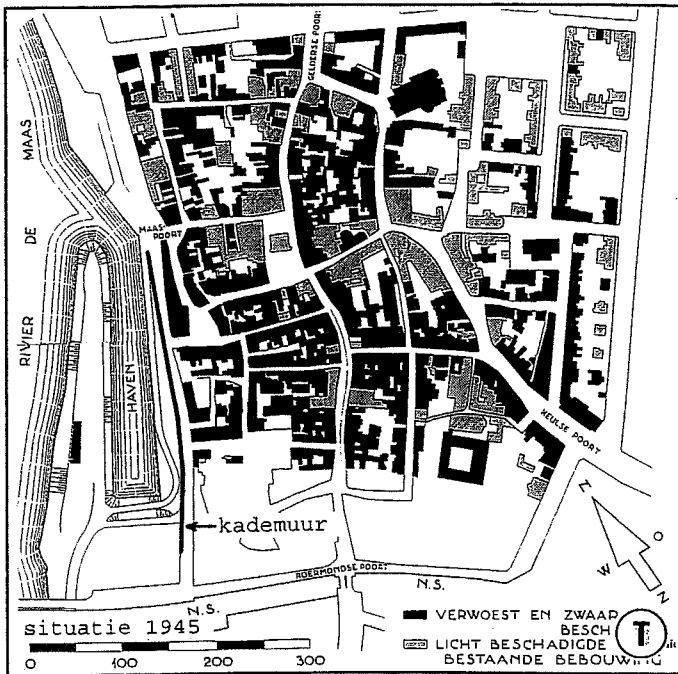 GELDERSE POORT
RIVIER DE MAAS
MAAS-
POORT
HAVEN
KEULSE POORT
kademuur
ROERMONDSE POORT
N.S.
N.S.
Z
O
W
N
situatie 1945
0 100 200 300
VERWOEST EN ZWAAR
BESCH
LICHT BESCHADIGDE
BESTAANDE BEBOUWING
T